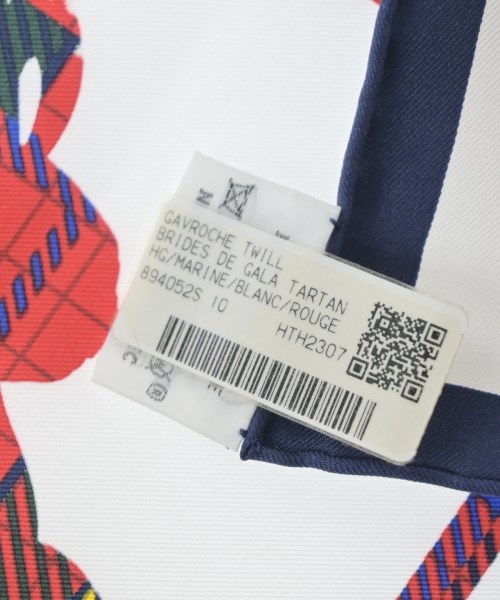 GAVROCHE TWILL
BRIDES DE GALA TARTAN
HG/MARINE/BLANC/ROUGE
894052S 10
HTH2307